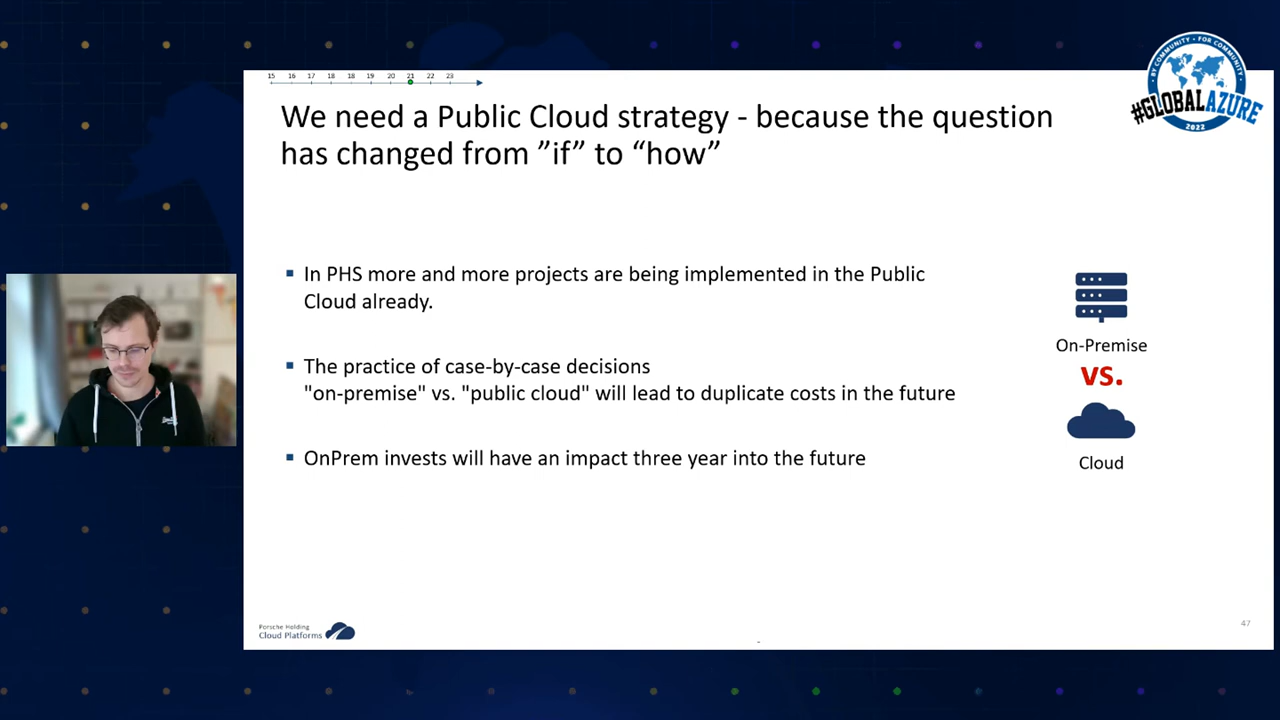 15 16 17 18 18 19 20 21 22 23
We need a Public Cloud strategy - because the question
has changed from ”if” to “how”
BY COMMUNITY • FOR COMMUNITY
#GLOBALAZURE
2022
▪ In PHS more and more projects are being implemented in the Public
Cloud already.
▪ The practice of case-by-case decisions
"on-premise" vs. "public cloud" will lead to duplicate costs in the future
▪ OnPrem invests will have an impact three year into the future
On-Premise
VS.
Cloud
Porsche Holding
Cloud Platforms
47